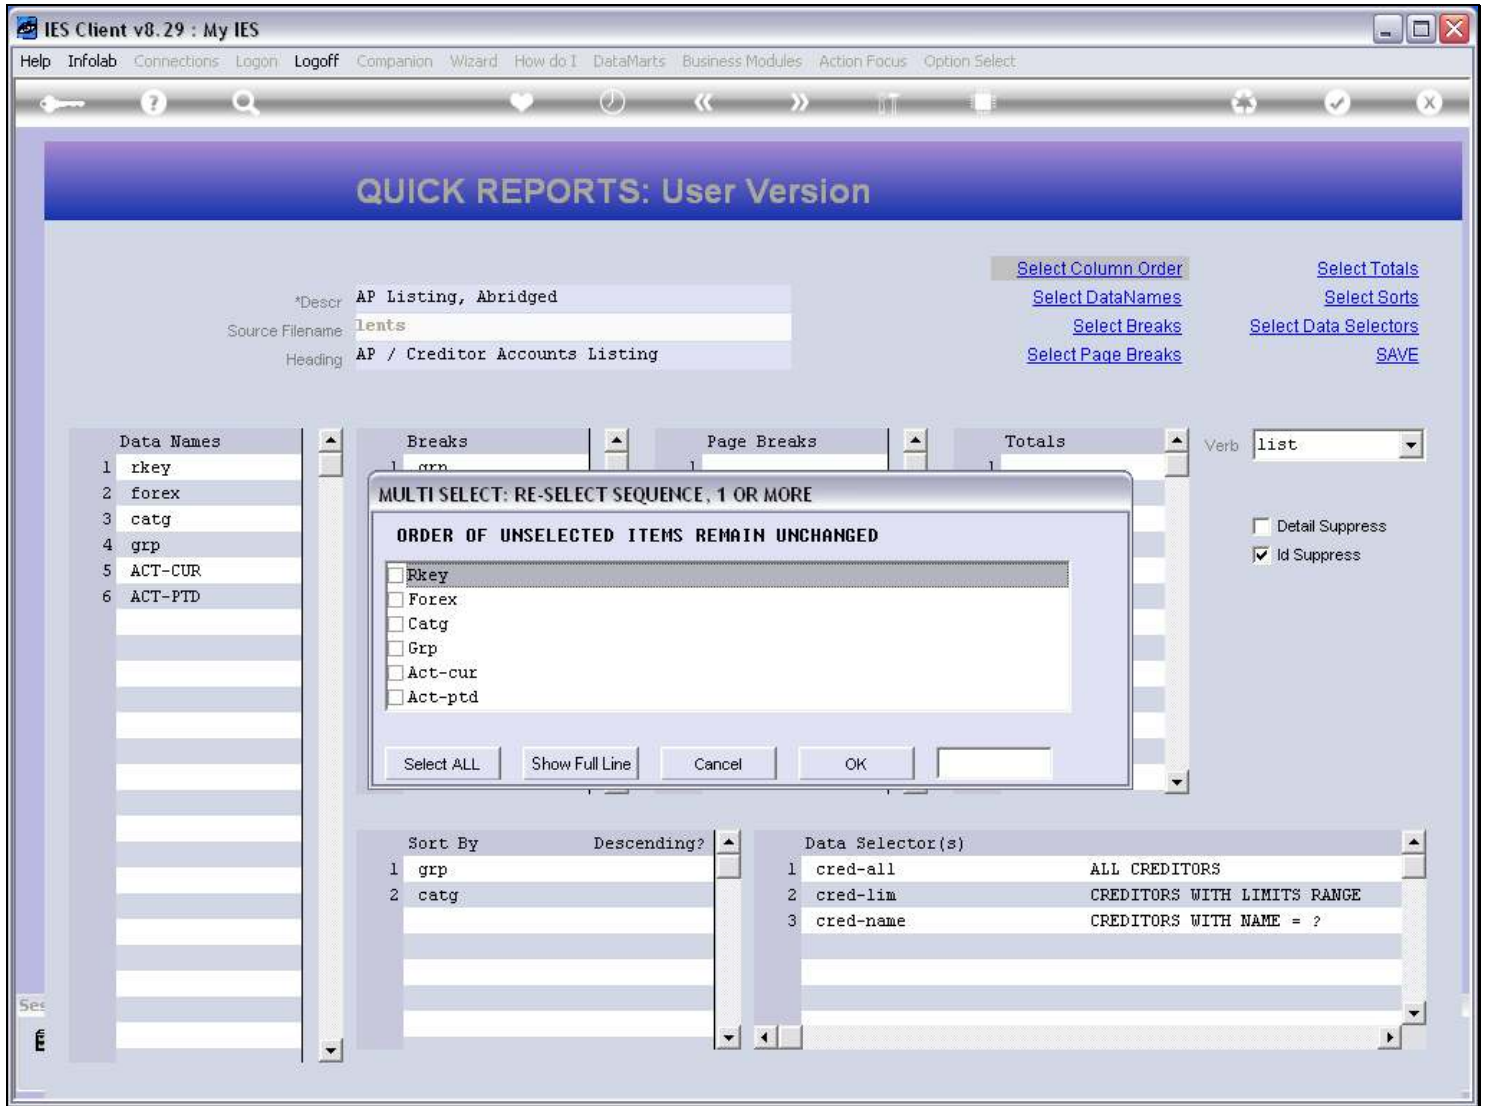 IES Client v8.29 : My IES
Help Infolab Connections Logon Logoff Companion Wizard How do I DataMarts Business Modules Action Focus Option Select
QUICK REPORTS: User Version
Select Column Order Select Totals
*Descr AP Listing, Abridged Select DataNames Select Sorts
Source Filename lents Select Breaks Select Data Selectors
Heading AP / Creditor Accounts Listing Select Page Breaks SAVE
Data Names Breaks Page Breaks Totals Verb list
1 rkey 1 grp 1 1
2 forex
3 catg
4 grp
5 ACT-CUR
6 ACT-PTD
Detail Suppress
Id Suppress
MULTI SELECT: RE-SELECT SEQUENCE, 1 OR MORE
ORDER OF UNSELECTED ITEMS REMAIN UNCHANGED
Rkey
Forex
Catg
Grp
Act-cur
Act-ptd
Select ALL Show Full Line Cancel OK
Sort By Descending? Data Selector(s)
1 grp 1 cred-all ALL CREDITORS
2 catg 2 cred-lim CREDITORS WITH LIMITS RANGE
3 cred-name CREDITORS WITH NAME = ?
Ses